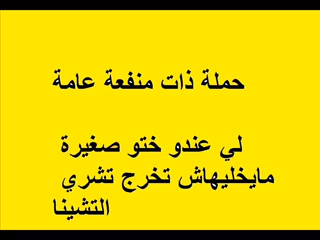 حملة ذات منفعة عامة
لي عندو ختو صغيرة
مايخليهاش تخرج تشري
التشينا